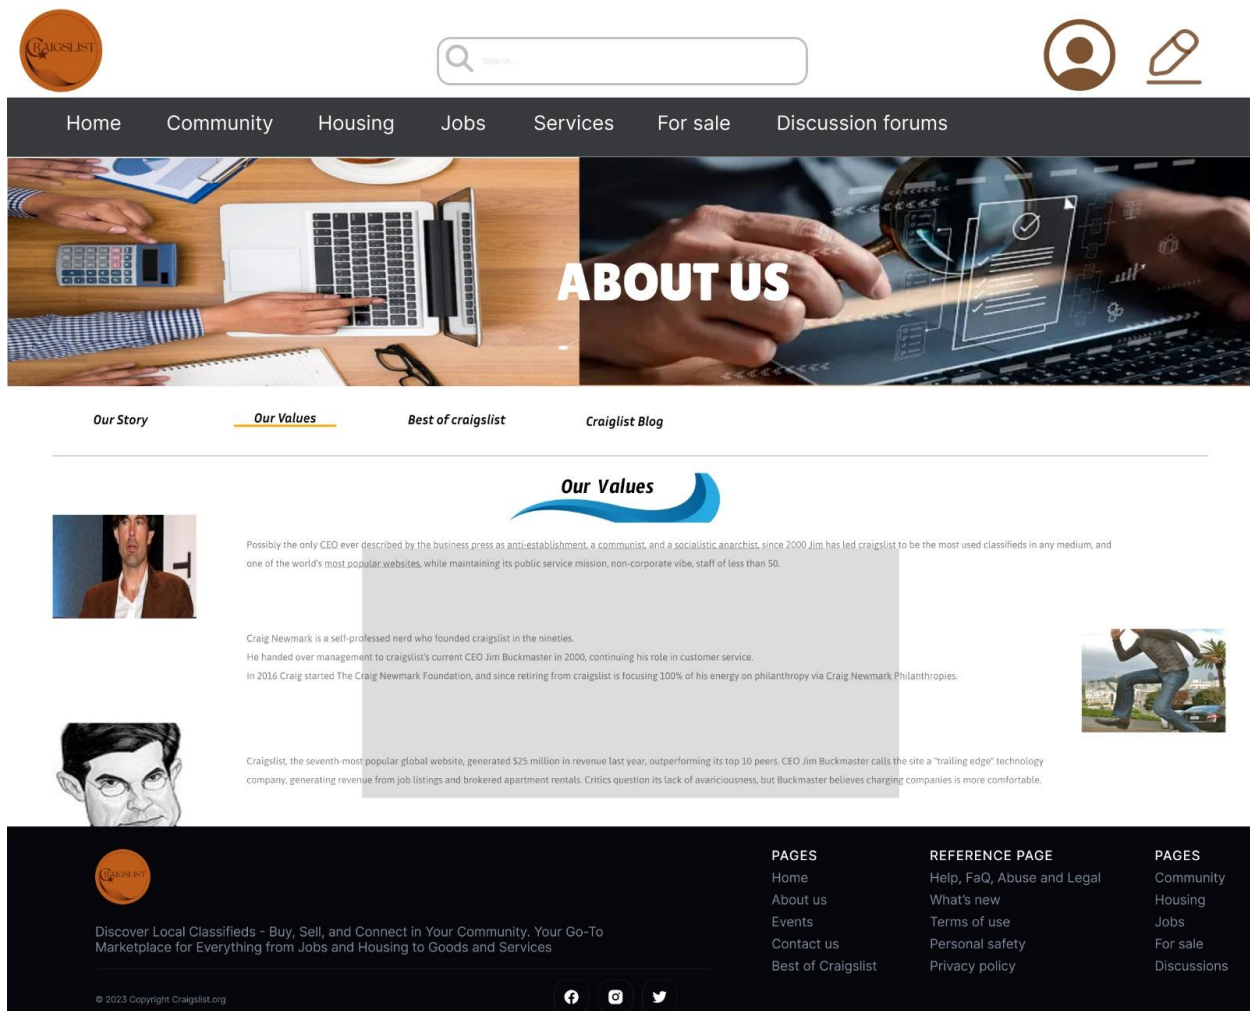 CRAIGSLIST
Search...
Home Community Housing Jobs Services For sale Discussion forums
ABOUT US
Our Story Our Values Best of craigslist Craiglist Blog
Our Values
Possibly the only CEO ever described by the business press as anti-establishment, a communist, and a socialistic anarchist, since 2000 Jim has led craigslist to be the most used classifieds in any medium, and
one of the world's most popular websites, while maintaining its public service mission, non-corporate vibe, staff of less than 50.
Craig Newmark is a self-professed nerd who founded craigslist in the nineties.
He handed over management to craigslist's current CEO Jim Buckmaster in 2000, continuing his role in customer service.
In 2016 Craig started The Craig Newmark Foundation, and since retiring from craigslist is focusing 100% of his energy on philanthropy via Craig Newmark Philanthropies.
Craigslist, the seventh-most popular global website, generated $25 million in revenue last year, outperforming its top 10 peers. CEO Jim Buckmaster calls the site a "trailing edge" technology
company, generating revenue from job listings and brokered apartment rentals. Critics question its lack of avariciousness, but Buckmaster believes charging companies is more comfortable.
CRAIGSLIST
Discover Local Classifieds - Buy, Sell, and Connect in Your Community. Your Go-To
Marketplace for Everything from Jobs and Housing to Goods and Services
© 2023 Copyright Craigslist.org
PAGES
Home
About us
Events
Contact us
Best of Craigslist
REFERENCE PAGE
Help, FaQ, Abuse and Legal
What's new
Terms of use
Personal safety
Privacy policy
PAGES
Community
Housing
Jobs
For sale
Discussions